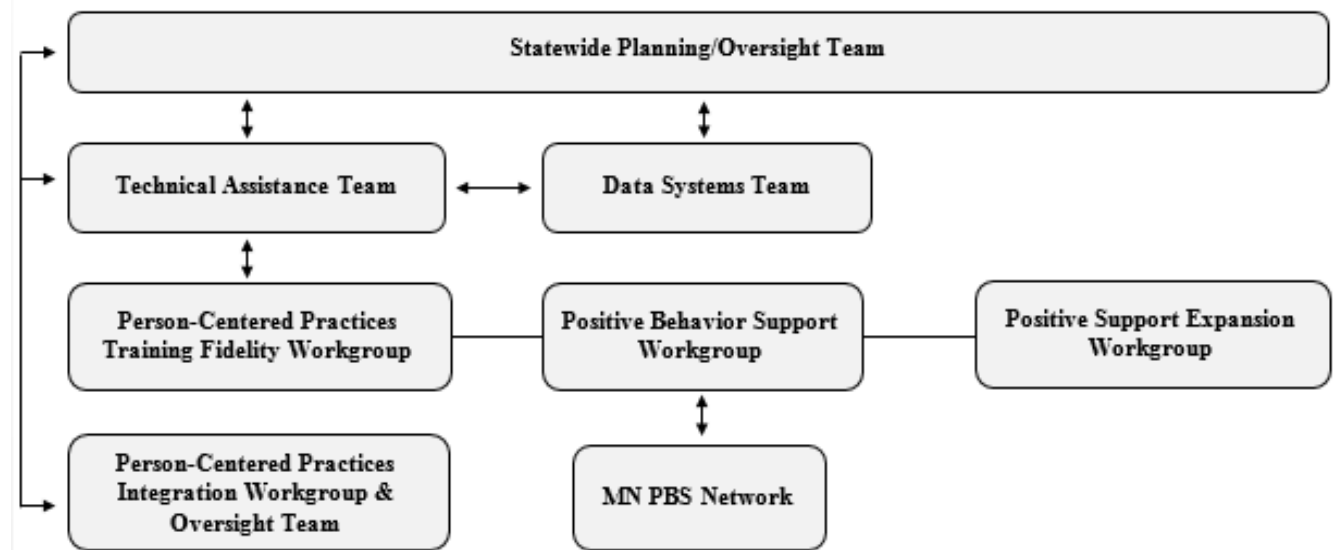 Statewide Planning/Oversight Team
Technical Assistance Team
Data Systems Team
Person-Centered Practices
Training Fidelity Workgroup
Positive Behavior Support
Workgroup
Positive Support Expansion
Workgroup
Person-Centered Practices
Integration Workgroup &
Oversight Team
MN PBS Network